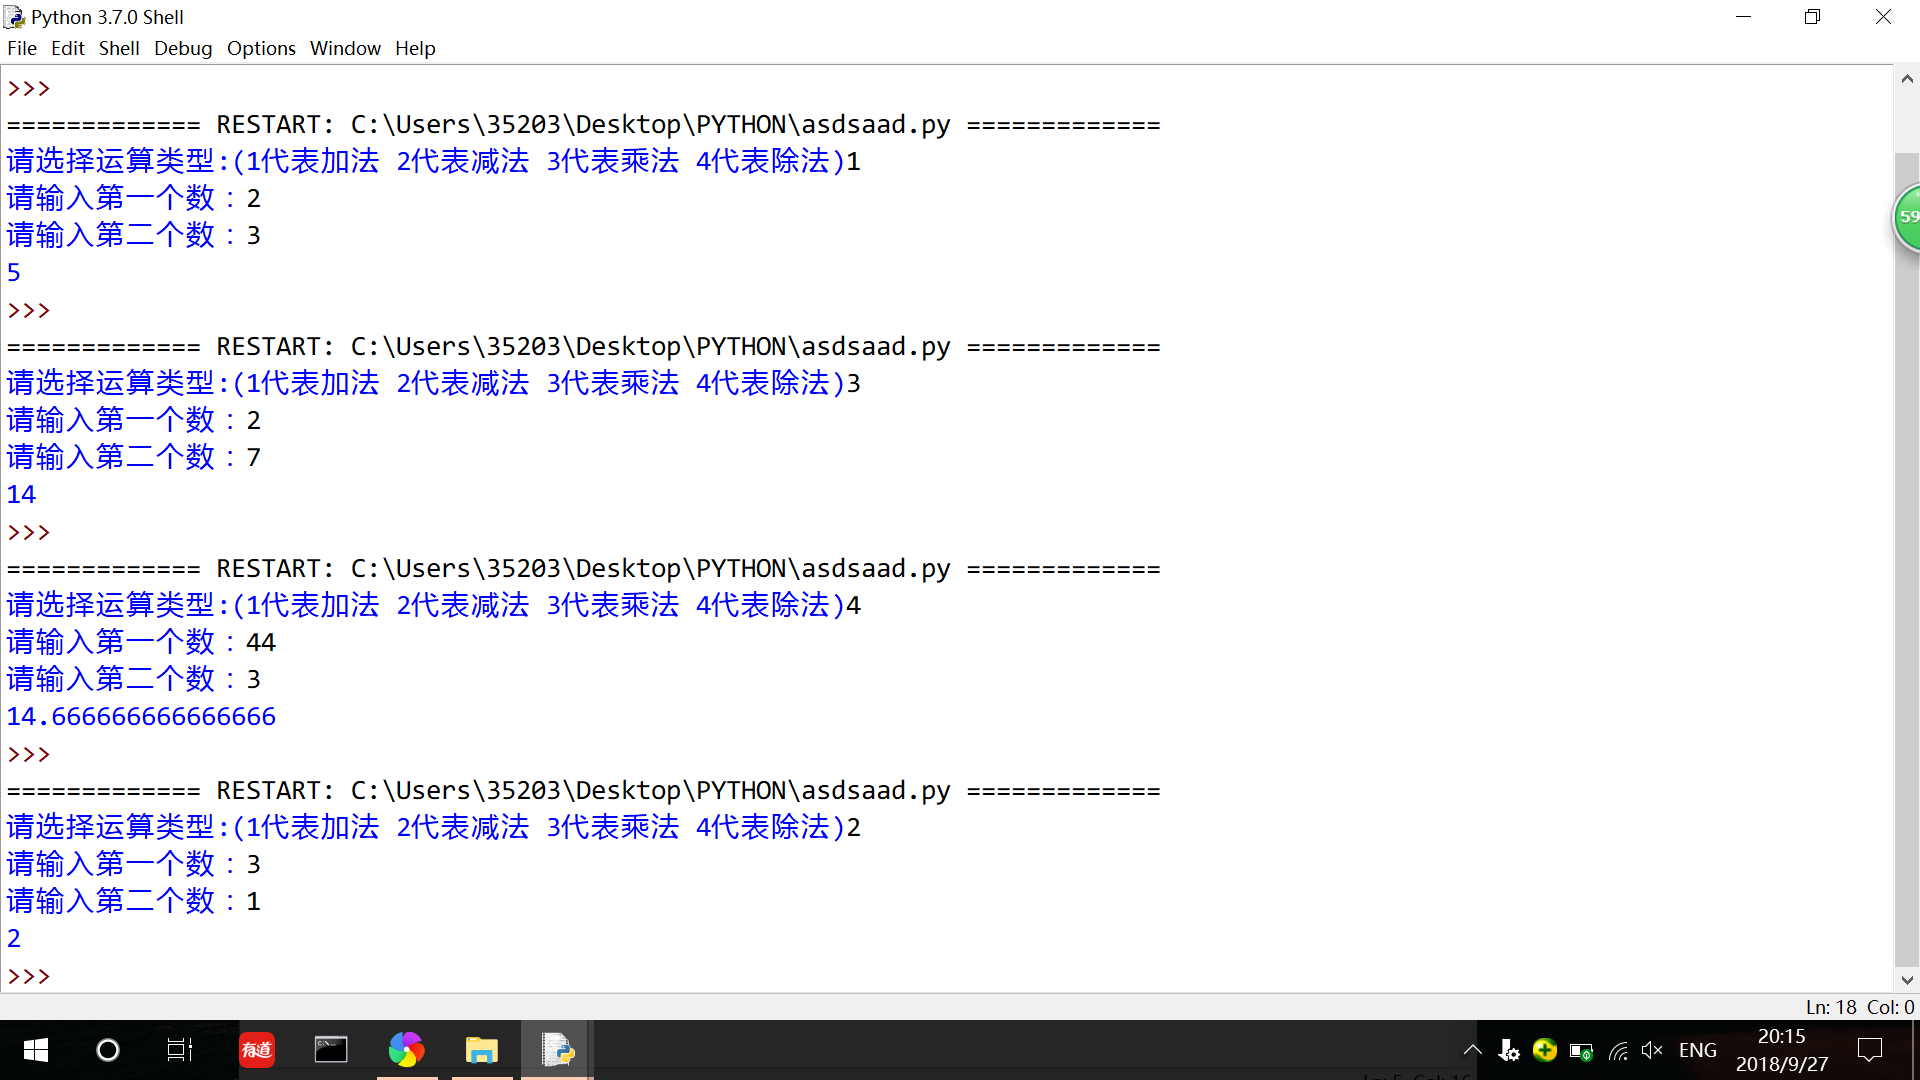 Python 3.7.0 Shell
File Edit Shell Debug Options Window Help
>>>
============= RESTART: C:\Users\35203\Desktop\PYTHON\asdsaad.py =============
请选择运算类型:(1代表加法 2代表减法 3代表乘法 4代表除法)1
请输入第一个数：2
请输入第二个数：3
5
>>>
============= RESTART: C:\Users\35203\Desktop\PYTHON\asdsaad.py =============
请选择运算类型:(1代表加法 2代表减法 3代表乘法 4代表除法)3
请输入第一个数：2
请输入第二个数：7
14
>>>
============= RESTART: C:\Users\35203\Desktop\PYTHON\asdsaad.py =============
请选择运算类型:(1代表加法 2代表减法 3代表乘法 4代表除法)4
请输入第一个数：44
请输入第二个数：3
14.666666666666666
>>>
============= RESTART: C:\Users\35203\Desktop\PYTHON\asdsaad.py =============
请选择运算类型:(1代表加法 2代表减法 3代表乘法 4代表除法)2
请输入第一个数：3
请输入第二个数：1
2
>>>
59
Ln: 18 Col: 0
有道
ENG
20:15
2018/9/27